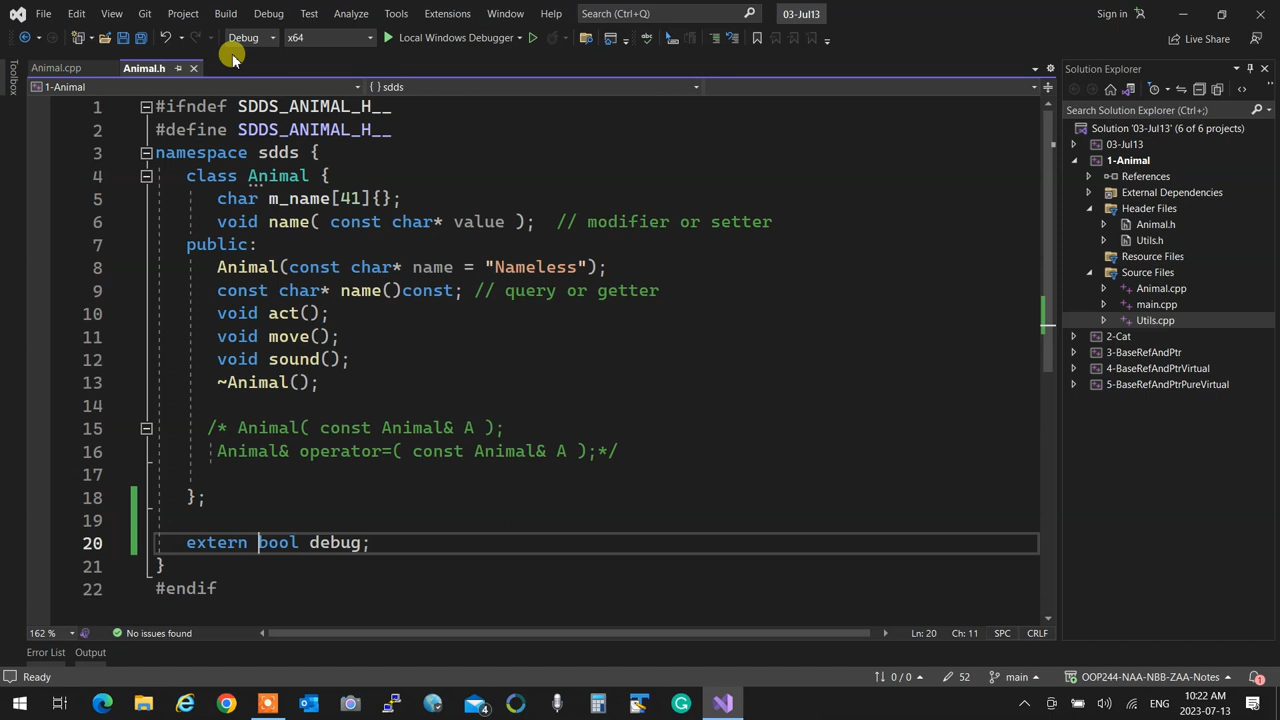 File Edit View Git Project Build Debug Test Analyze Tools Extensions Window Help Search (Ctrl+Q) 03-Jul13 Sign in
Debug x64 Local Windows Debugger Live Share
Toolbox
Animal.cpp Animal.h
1-Animal {} sdds
1 #ifndef SDDS_ANIMAL_H__
2 #define SDDS_ANIMAL_H__
3 namespace sdds {
4 class Animal {
5 char m_name[41]{};
6 void name( const char* value ); // modifier or setter
7 public:
8 Animal(const char* name = "Nameless");
9 const char* name()const; // query or getter
10 void act();
11 void move();
12 void sound();
13 ~Animal();
14
15 /* Animal( const Animal& A );
16 Animal& operator=( const Animal& A );*/
17
18 };
19
20 extern bool debug;
21 }
22 #endif
162 % No issues found Ln: 20 Ch: 11 SPC CRLF
Error List Output
Solution Explorer
Search Solution Explorer (Ctrl+;)
Solution '03-Jul13' (6 of 6 projects)
03-Jul13
1-Animal
References
External Dependencies
Header Files
Animal.h
Utils.h
Resource Files
Source Files
Animal.cpp
main.cpp
Utils.cpp
2-Cat
3-BaseRefAndPtr
4-BaseRefAndPtrVirtual
5-BaseRefAndPtrPureVirtual
Ready 0 / 0 52 main OOP244-NAA-NBB-ZAA-Notes 1
4 ENG 10:22 AM
2023-07-13